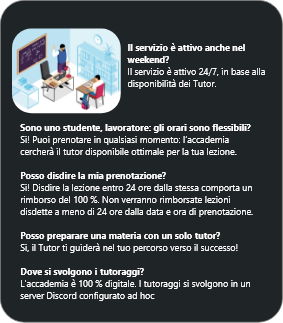 Il servizio è attivo anche nel
weekend?
Il servizio è attivo 24/7, in base alla
disponibilità dei Tutor.
Sono uno studente, lavoratore: gli orari sono flessibili?
Sì! Puoi prenotare in qualsiasi momento: l'accademia
cercherà il tutor disponibile ottimale per la tua lezione.
Posso disdire la mia prenotazione?
Sì! Disdire la lezione entro 24 ore dalla stessa comporta un
rimborso del 100 %. Non verranno rimborsate lezioni
disdette a meno di 24 ore dalla data e ora di prenotazione.
Posso preparare una materia con un solo tutor?
Sì, il Tutor ti guiderà nel tuo percorso verso il successo!
Dove si svolgono i tutoraggi?
L'accademia è 100 % digitale. I tutoraggi si svolgono in un
server Discord configurato ad hoc